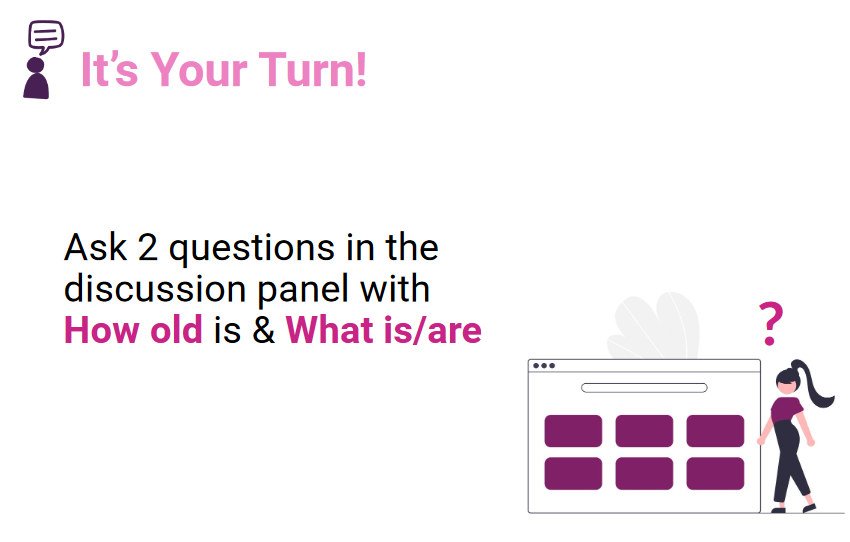 It’s Your Turn!
Ask 2 questions in the
discussion panel with
How old is & What is/are
?